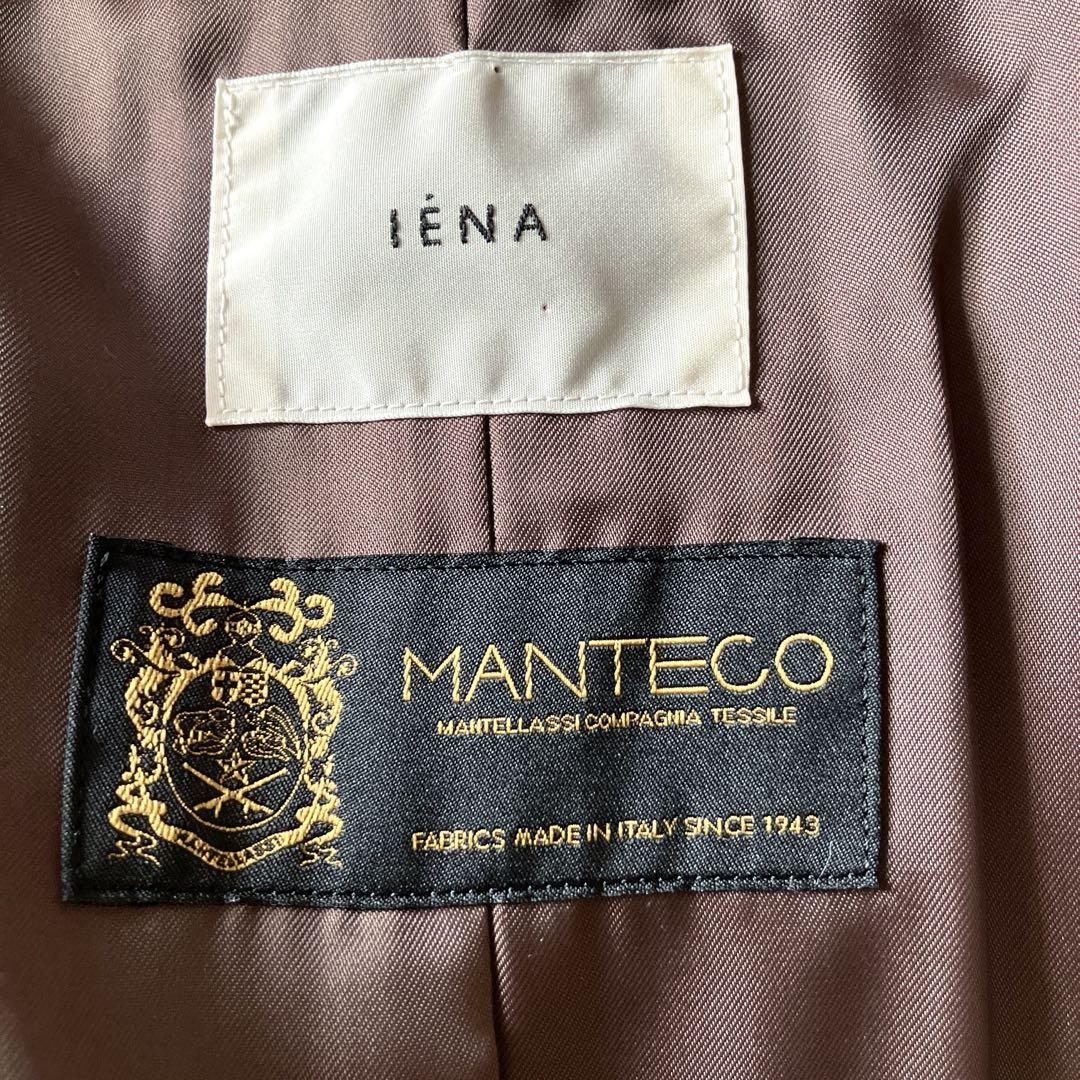 IÉNA
MANTECO
MANTELLASSI COMPAGNIA TESSILE
FABRICS MADE IN ITALY SINCE 1943